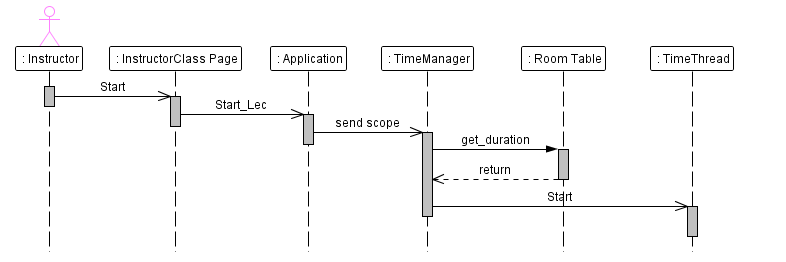 : Instructor
: InstructorClass Page
: Application
: TimeManager
: Room Table
: TimeThread
Start
Start_Lec
send scope
get_duration
return
Start